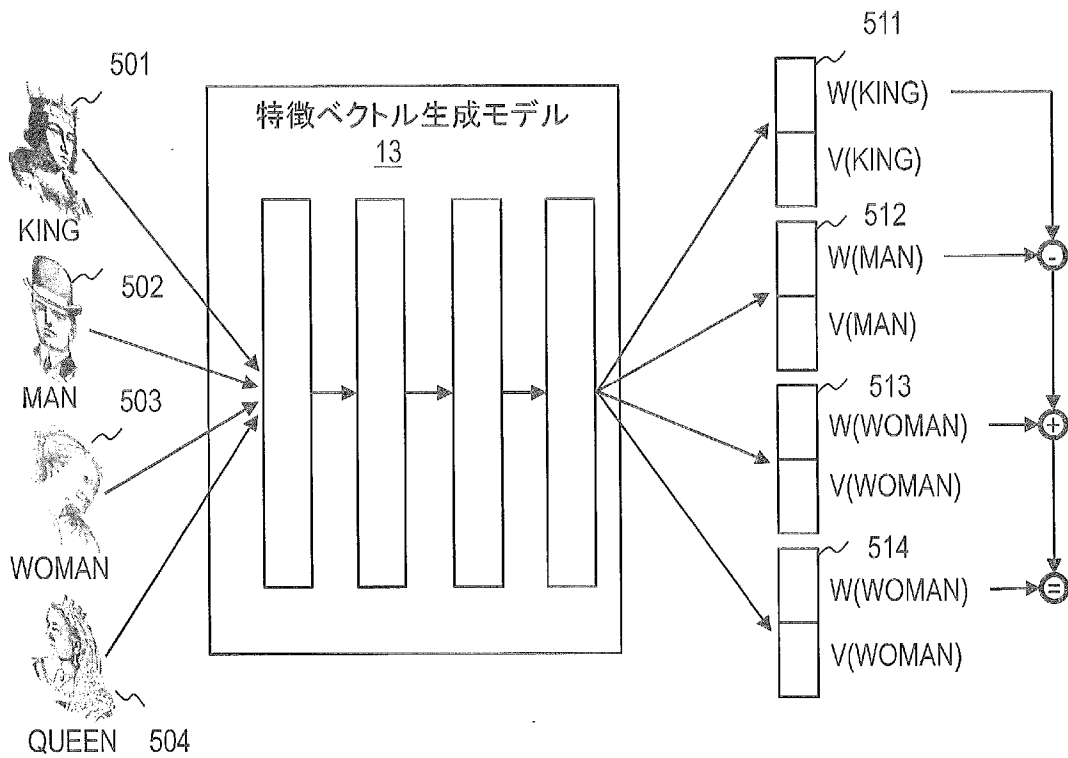 501
KING
502
MAN
503
WOMAN
QUEEN 504
特徴ベクトル生成モデル
13
511
W(KING)
V(KING)
512
W(MAN)
-
V(MAN)
513
W(WOMAN)
+
V(WOMAN)
514
W(WOMAN)
=
V(WOMAN)